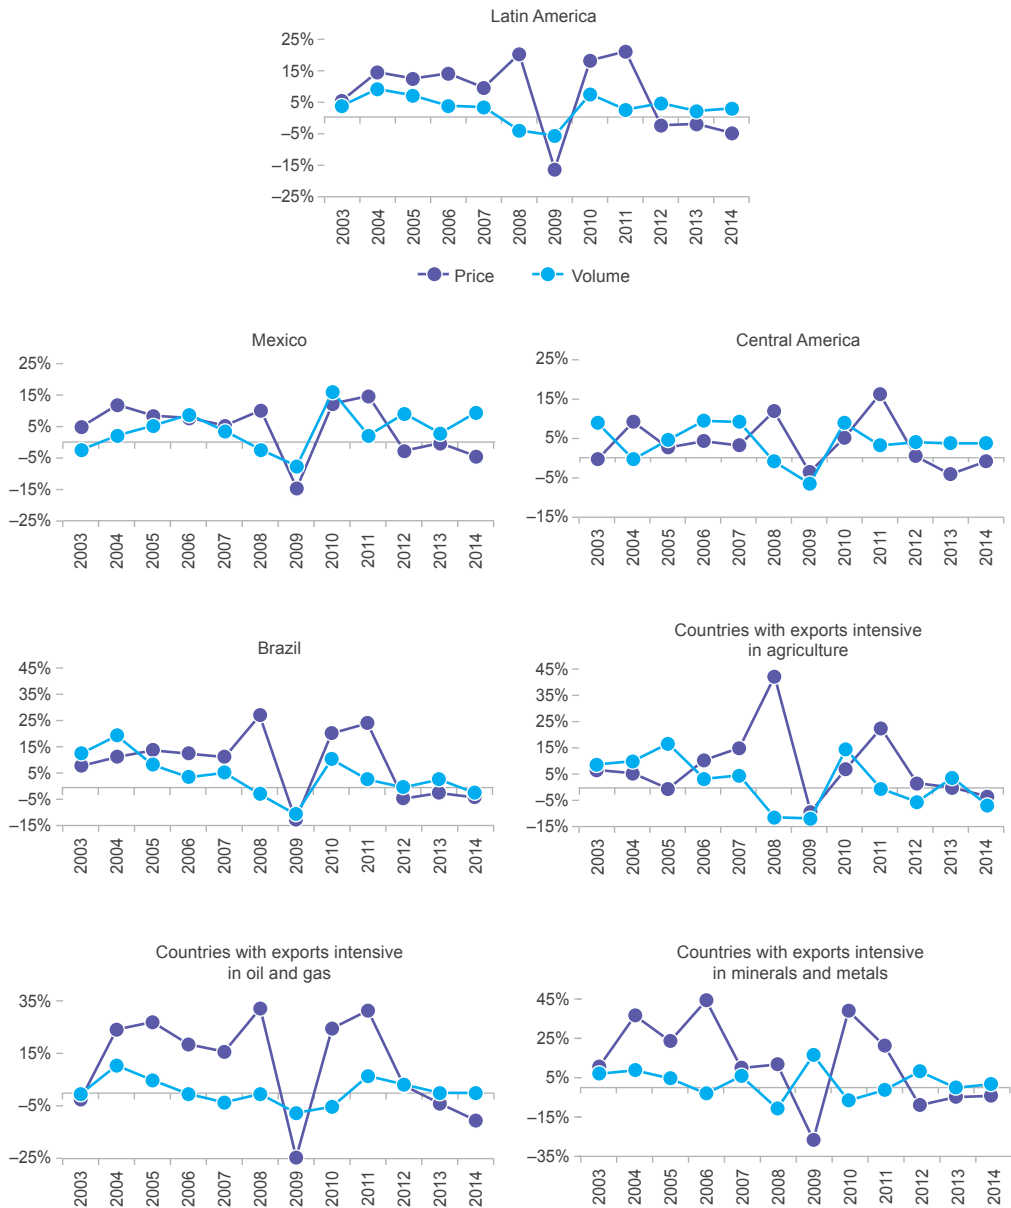 Latin America
25%
15%
5%
–5%
–15%
–25%
2003 2004 2005 2006 2007 2008 2009 2010 2011 2012 2013 2014
Price Volume
Mexico
25%
15%
5%
–5%
–15%
–25%
2003 2004 2005 2006 2007 2008 2009 2010 2011 2012 2013 2014
Central America
25%
15%
5%
–5%
–15%
2003 2004 2005 2006 2007 2008 2009 2010 2011 2012 2013 2014
Brazil
45%
35%
25%
15%
5%
–5%
–15%
2003 2004 2005 2006 2007 2008 2009 2010 2011 2012 2013 2014
Countries with exports intensive
in agriculture
45%
35%
25%
15%
5%
–5%
–15%
2003 2004 2005 2006 2007 2008 2009 2010 2011 2012 2013 2014
Countries with exports intensive
in oil and gas
35%
15%
–5%
–25%
2003 2004 2005 2006 2007 2008 2009 2010 2011 2012 2013 2014
Countries with exports intensive
in minerals and metals
45%
25%
5%
–15%
–35%
2003 2004 2005 2006 2007 2008 2009 2010 2011 2012 2013 2014